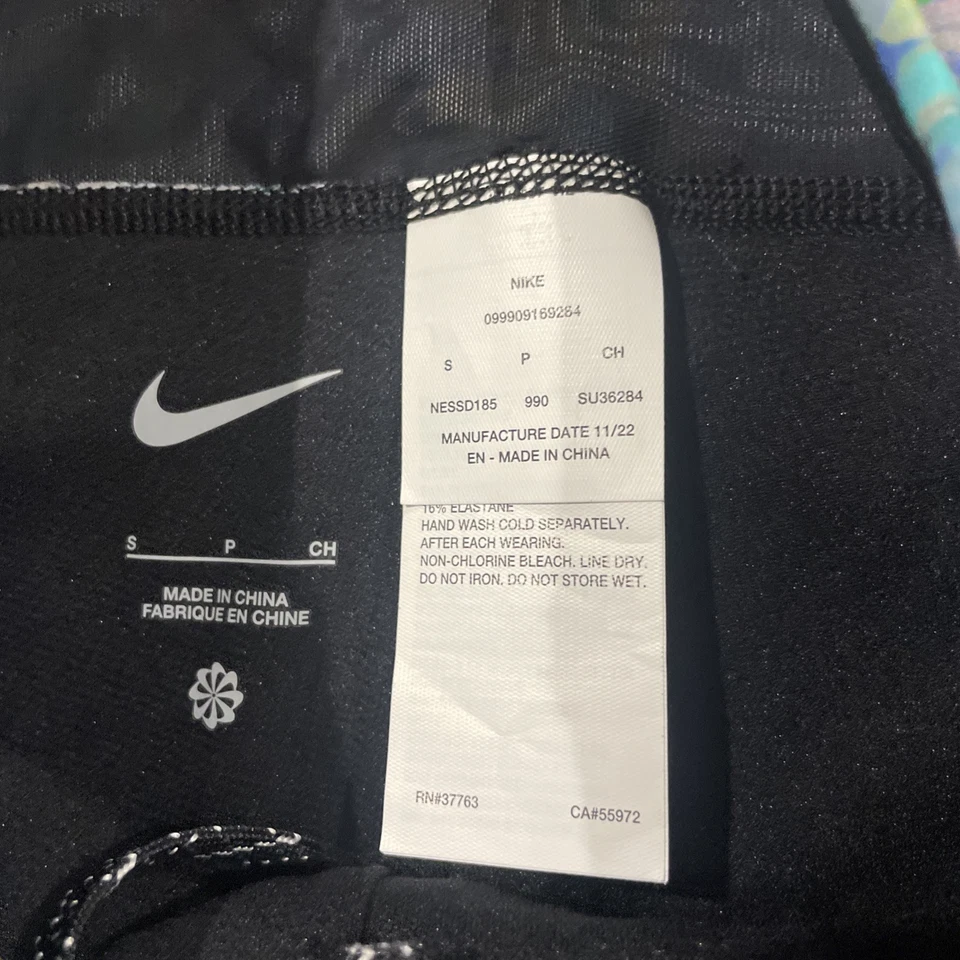 NIKE
099909169284
S P CH
NESSD185 990 SU36284
MANUFACTURE DATE 11/22
EN - MADE IN CHINA
16% ELASTANE
HAND WASH COLD SEPARATELY.
AFTER EACH WEARING.
NON-CHLORINE BLEACH. LINE DRY.
DO NOT IRON. DO NOT STORE WET.
RN#37763 CA#55972
S P CH
MADE IN CHINA
FABRIQUE EN CHINE